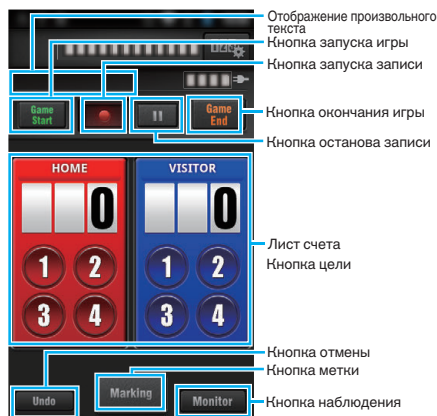 Отображение произвольного
текста
Кнопка запуска игры
Кнопка запуска записи
Game
Start
Game
End
Кнопка окончания игры
Кнопка останова записи
HOME
VISITOR
0
0
Лист счета
1 2
1 2
Кнопка цели
3 4
3 4
Кнопка отмены
Кнопка метки
Undo
Marking
Monitor
Кнопка наблюдения